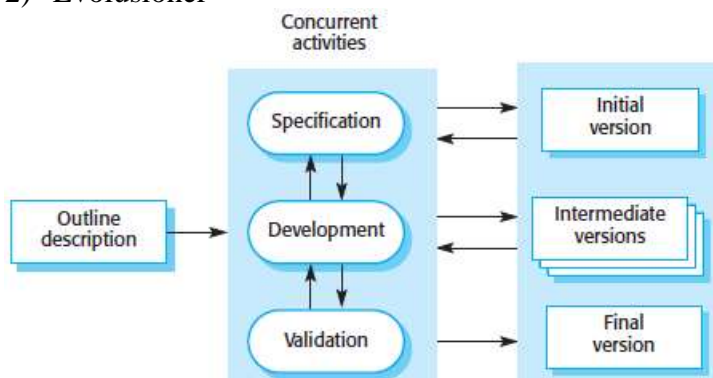 2) Evolusioner
Concurrent
activities
Specification
Initial
version
Outline
description
Development
Intermediate
versions
Validation
Final
version